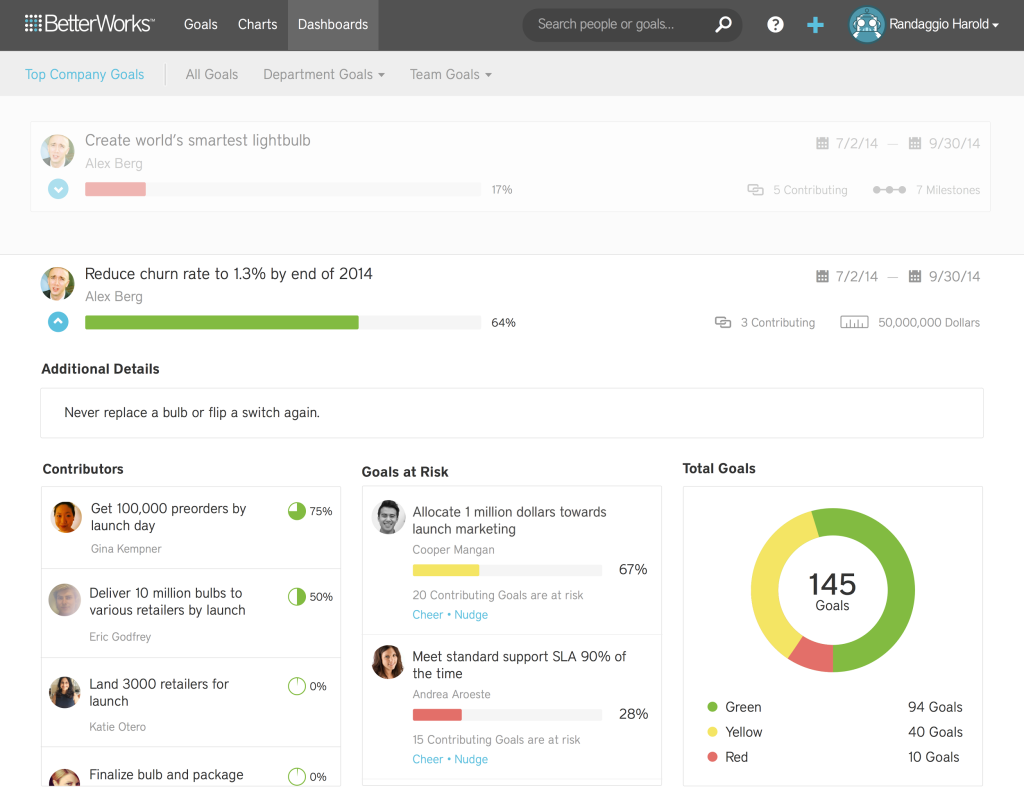 BetterWorks™ Goals Charts Dashboards Search people or goals... ? Randaggio Harold
Top Company Goals All Goals Department Goals Team Goals
Create world's smartest lightbulb 7/2/14 — 9/30/14
Alex Berg
17% 5 Contributing 7 Milestones
Reduce churn rate to 1.3% by end of 2014 7/2/14 — 9/30/14
Alex Berg
64% 3 Contributing 50,000,000 Dollars
Additional Details
Never replace a bulb or flip a switch again.
Contributors
Get 100,000 preorders by
launch day
75%
Gina Kempner
Deliver 10 million bulbs to
various retailers by launch
50%
Eric Godfrey
Land 3000 retailers for
launch
0%
Katie Otero
Finalize bulb and package
0%
Goals at Risk
Allocate 1 million dollars towards
launch marketing
Cooper Mangan
67%
20 Contributing Goals are at risk
Cheer • Nudge
Meet standard support SLA 90% of
the time
Andrea Aroeste
28%
15 Contributing Goals are at risk
Cheer • Nudge
Total Goals
145
Goals
Green 94 Goals
Yellow 40 Goals
Red 10 Goals